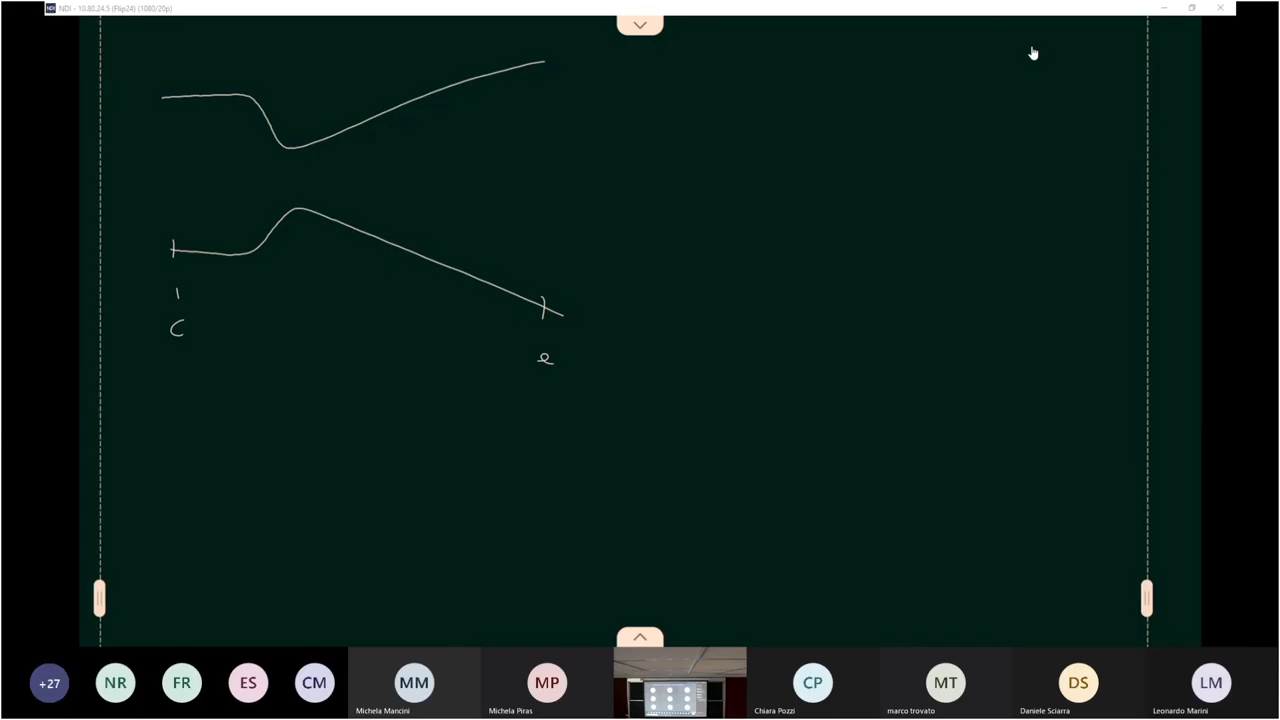 NDI - 10.80.24.5 (Flip24) (1080/20p)
1
C
e
+27
NR
FR
ES
CM
MM
MP
CP
MT
DS
LM
Michela Mancini
Michela Piras
Chiara Pozzi
marco trovato
Daniele Sciarra
Leonardo Marini